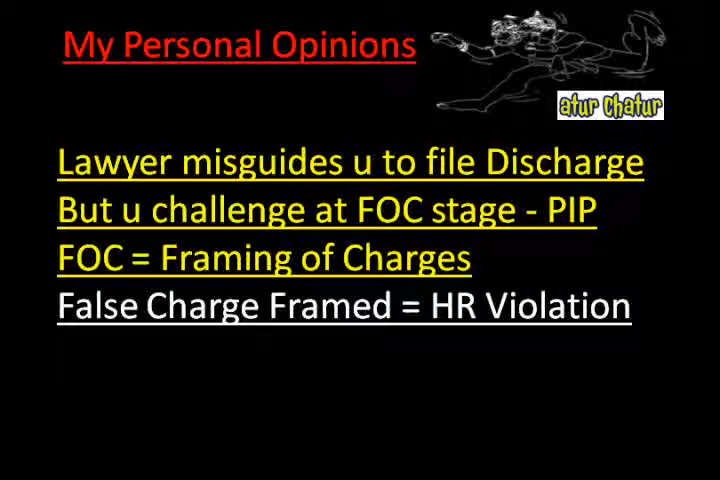 My Personal Opinions
atur chatur
Lawyer misguides u to file Discharge
But u challenge at FOC stage - PIP
FOC = Framing of Charges
False Charge Framed = HR Violation